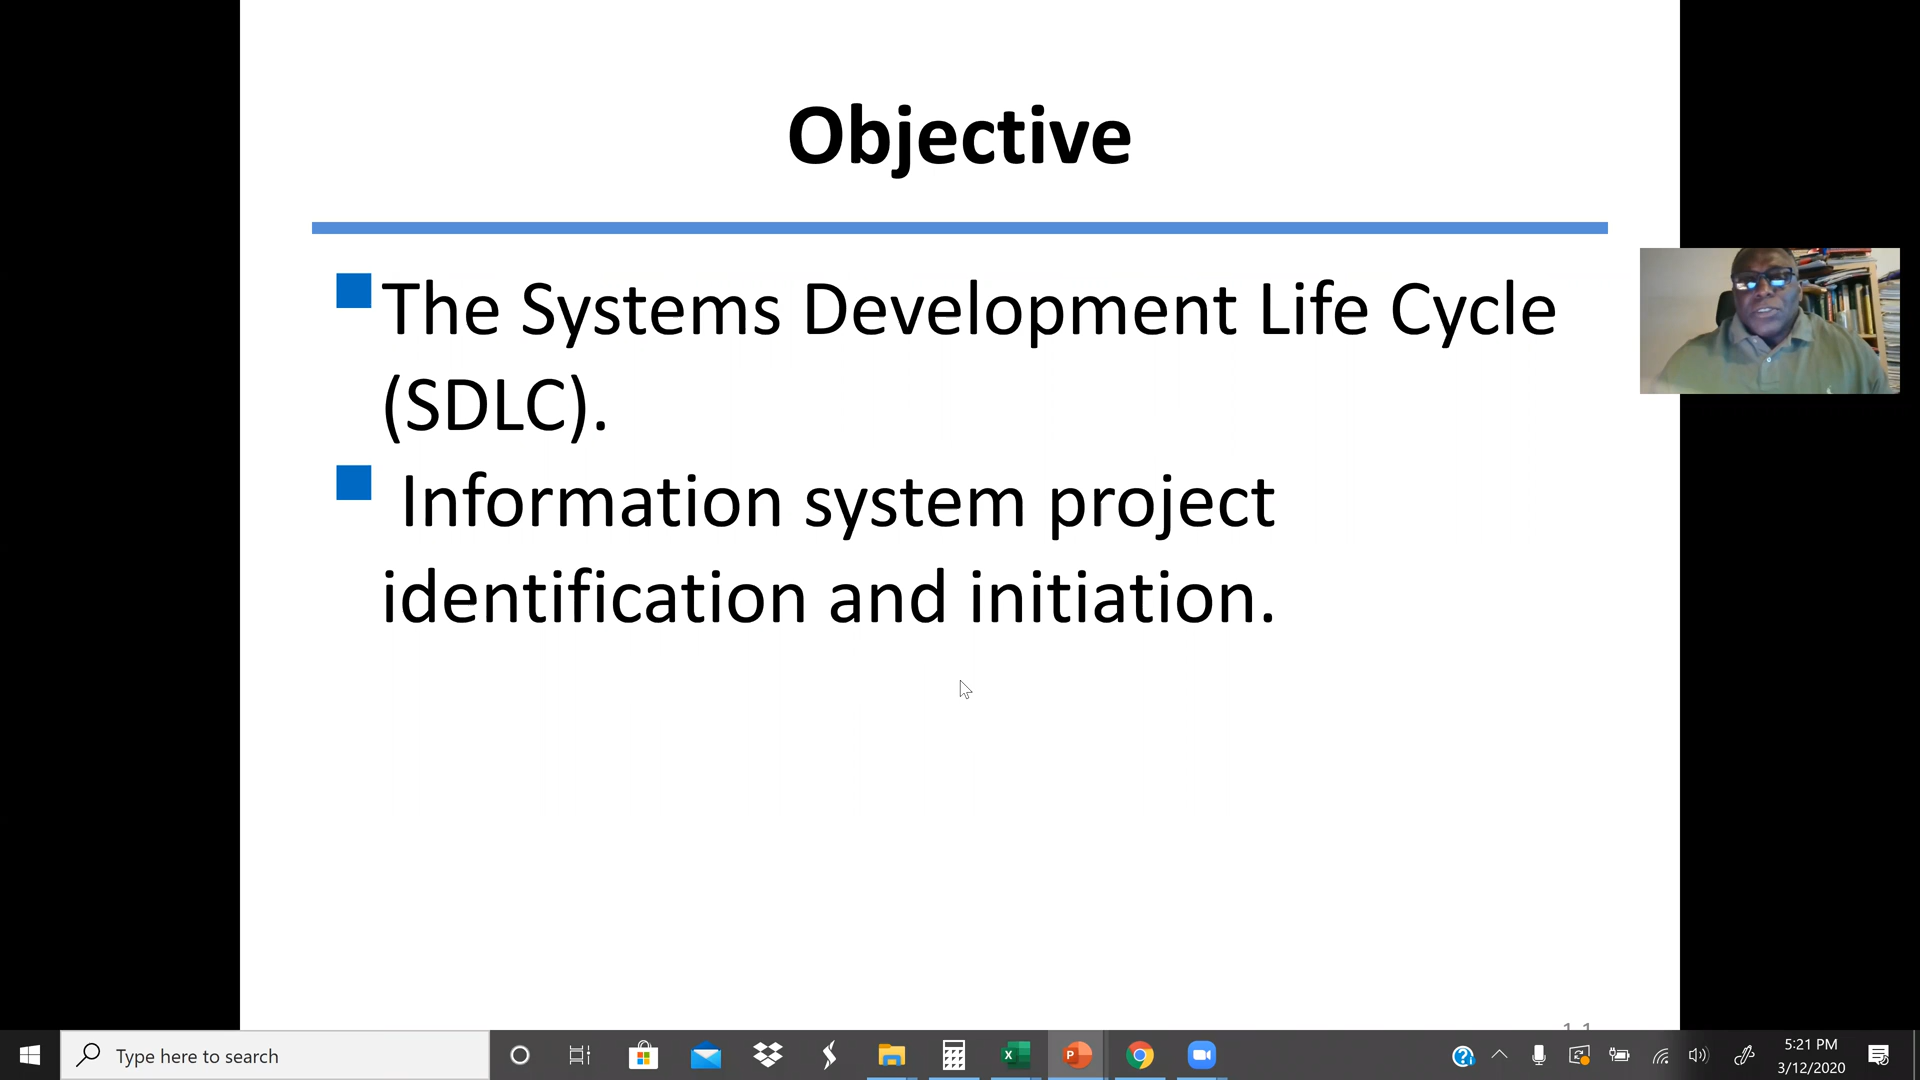 Objective
The Systems Development Life Cycle
(SDLC).
Information system project
identification and initiation.
Type here to search
5:21 PM
3/12/2020